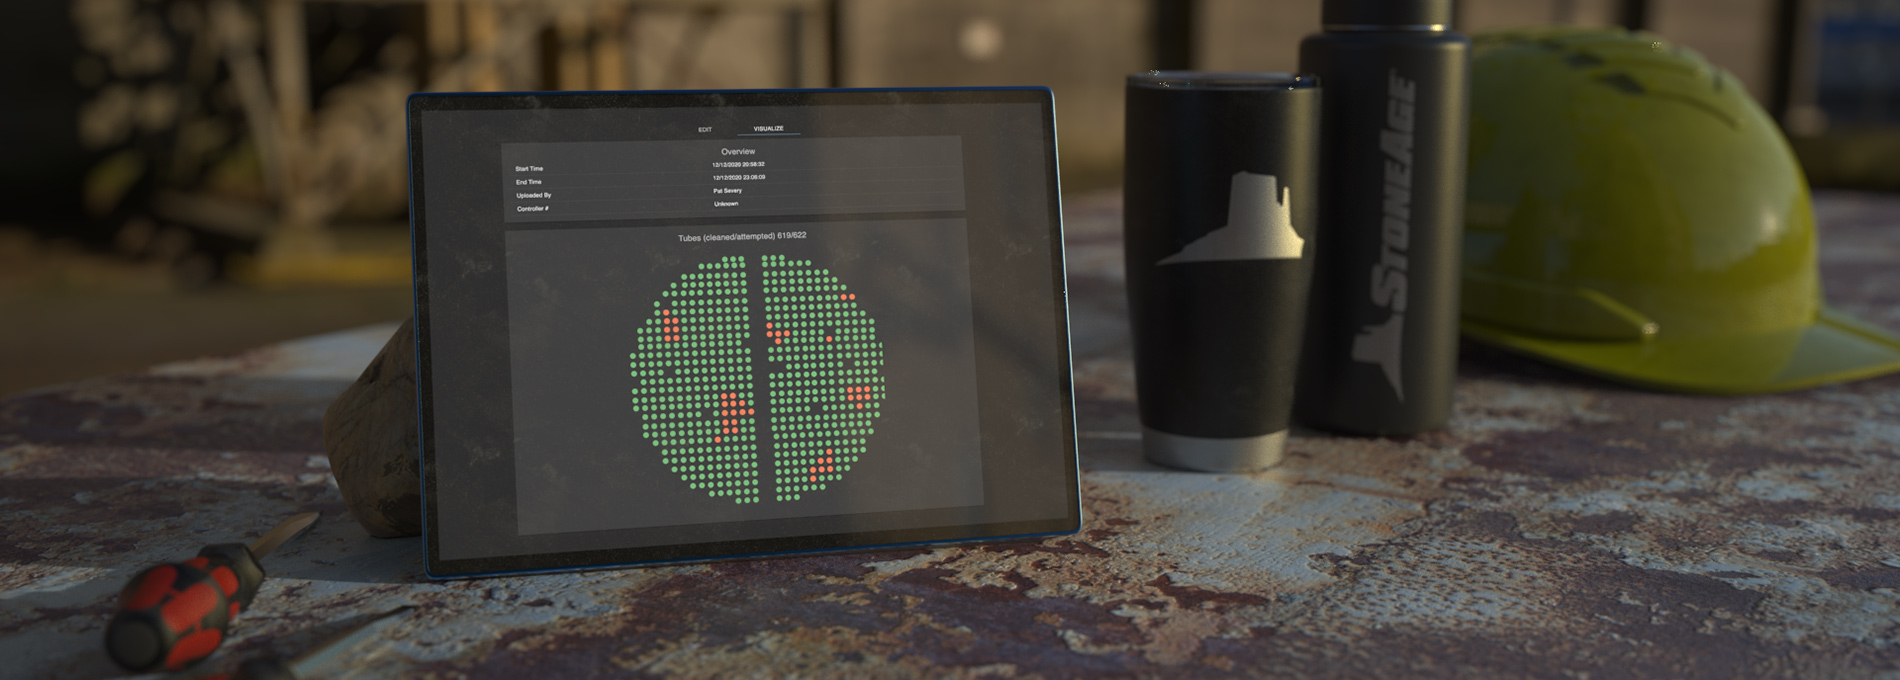 EDIT VISUALIZE
Overview
Start Time 12/12/2020 20:58:32
End Time 12/12/2020 23:08:09
Uploaded By Pat Severy
Controller # Unknown
Tubes (cleaned/attempted) 619/622
STONEAGE